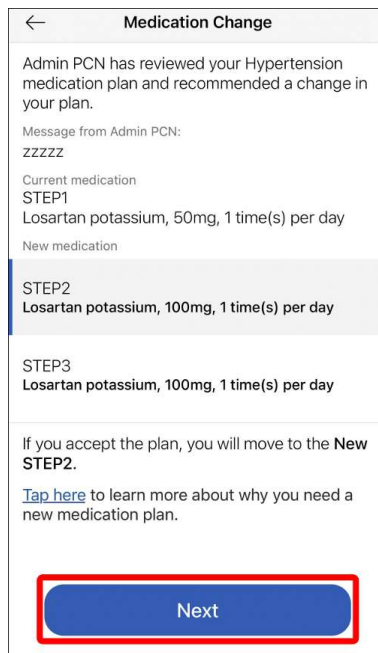 Medication Change
Admin PCN has reviewed your Hypertension
medication plan and recommended a change in
your plan.
Message from Admin PCN:
zzzzz
Current medication
STEP1
Losartan potassium, 50mg, 1 time(s) per day
New medication
STEP2
Losartan potassium, 100mg, 1 time(s) per day
STEP3
Losartan potassium, 100mg, 1 time(s) per day
If you accept the plan, you will move to the New
STEP2.
Tap here to learn more about why you need a
new medication plan.
Next